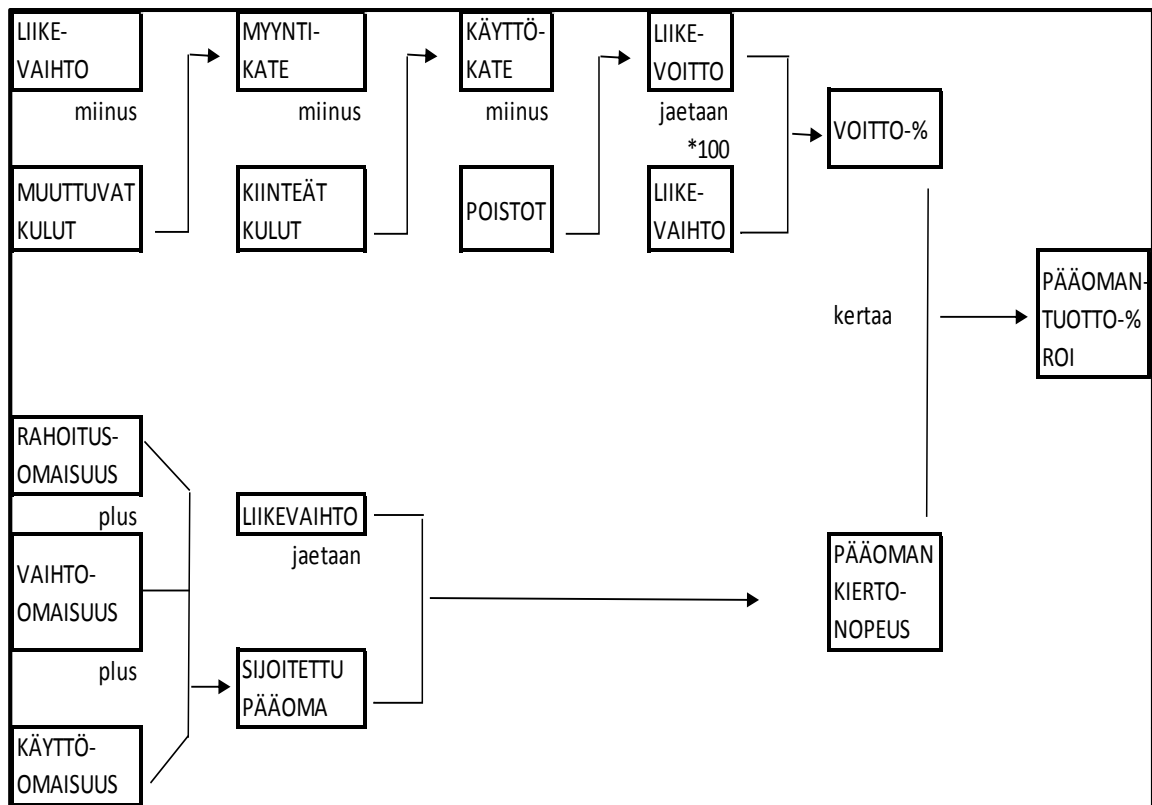 LIIKE-
VAIHTO
miinus
MUUTTUVAT
KULUT
MYYNTI-
KATE
miinus
KIINTEÄT
KULUT
KÄYTTÖ-
KATE
miinus
POISTOT
LIIKE-
VOITTO
jaetaan
*100
LIIKE-
VAIHTO
VOITTO-%
kertaa
PÄÄOMAN-
TUOTTO-%
ROI
RAHOITUS-
OMAISUUS
plus
VAIHTO-
OMAISUUS
plus
KÄYTTÖ-
OMAISUUS
LIIKEVAIHTO
jaetaan
SIJOITETTU
PÄÄOMA
PÄÄOMAN
KIERTO-
NOPEUS